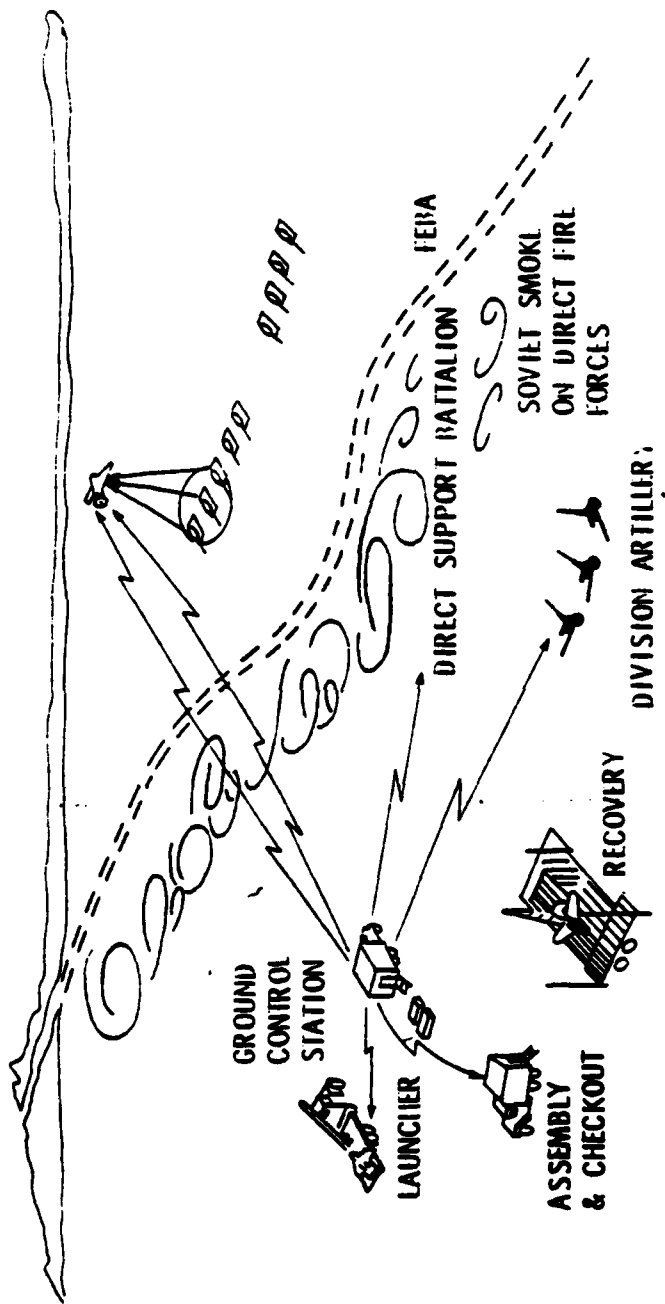 FEBA
DIRECT SUPPORT BATTALION
SOVIET SMOKE
ON DIRECT FIRE
FORCES
GROUND
CONTROL
STATION
LAUNCHER
DIVISION ARTILLERY
RECOVERY
ASSEMBLY
& CHECKOUT